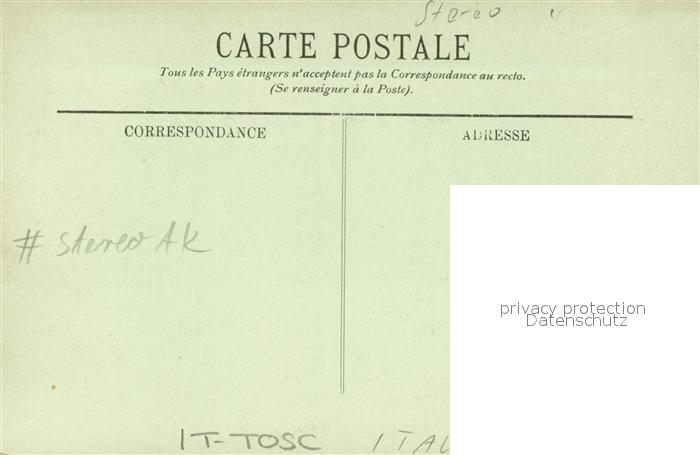 Stereo
CARTE POSTALE
Tous les Pays étrangers n'acceptent pas la Correspondance au recto.
(Se renseigner à la Poste).
CORRESPONDANCE
ADRESSE
# stereo AK
privacy protection
Datenschutz
IT-TOSC
ITAL